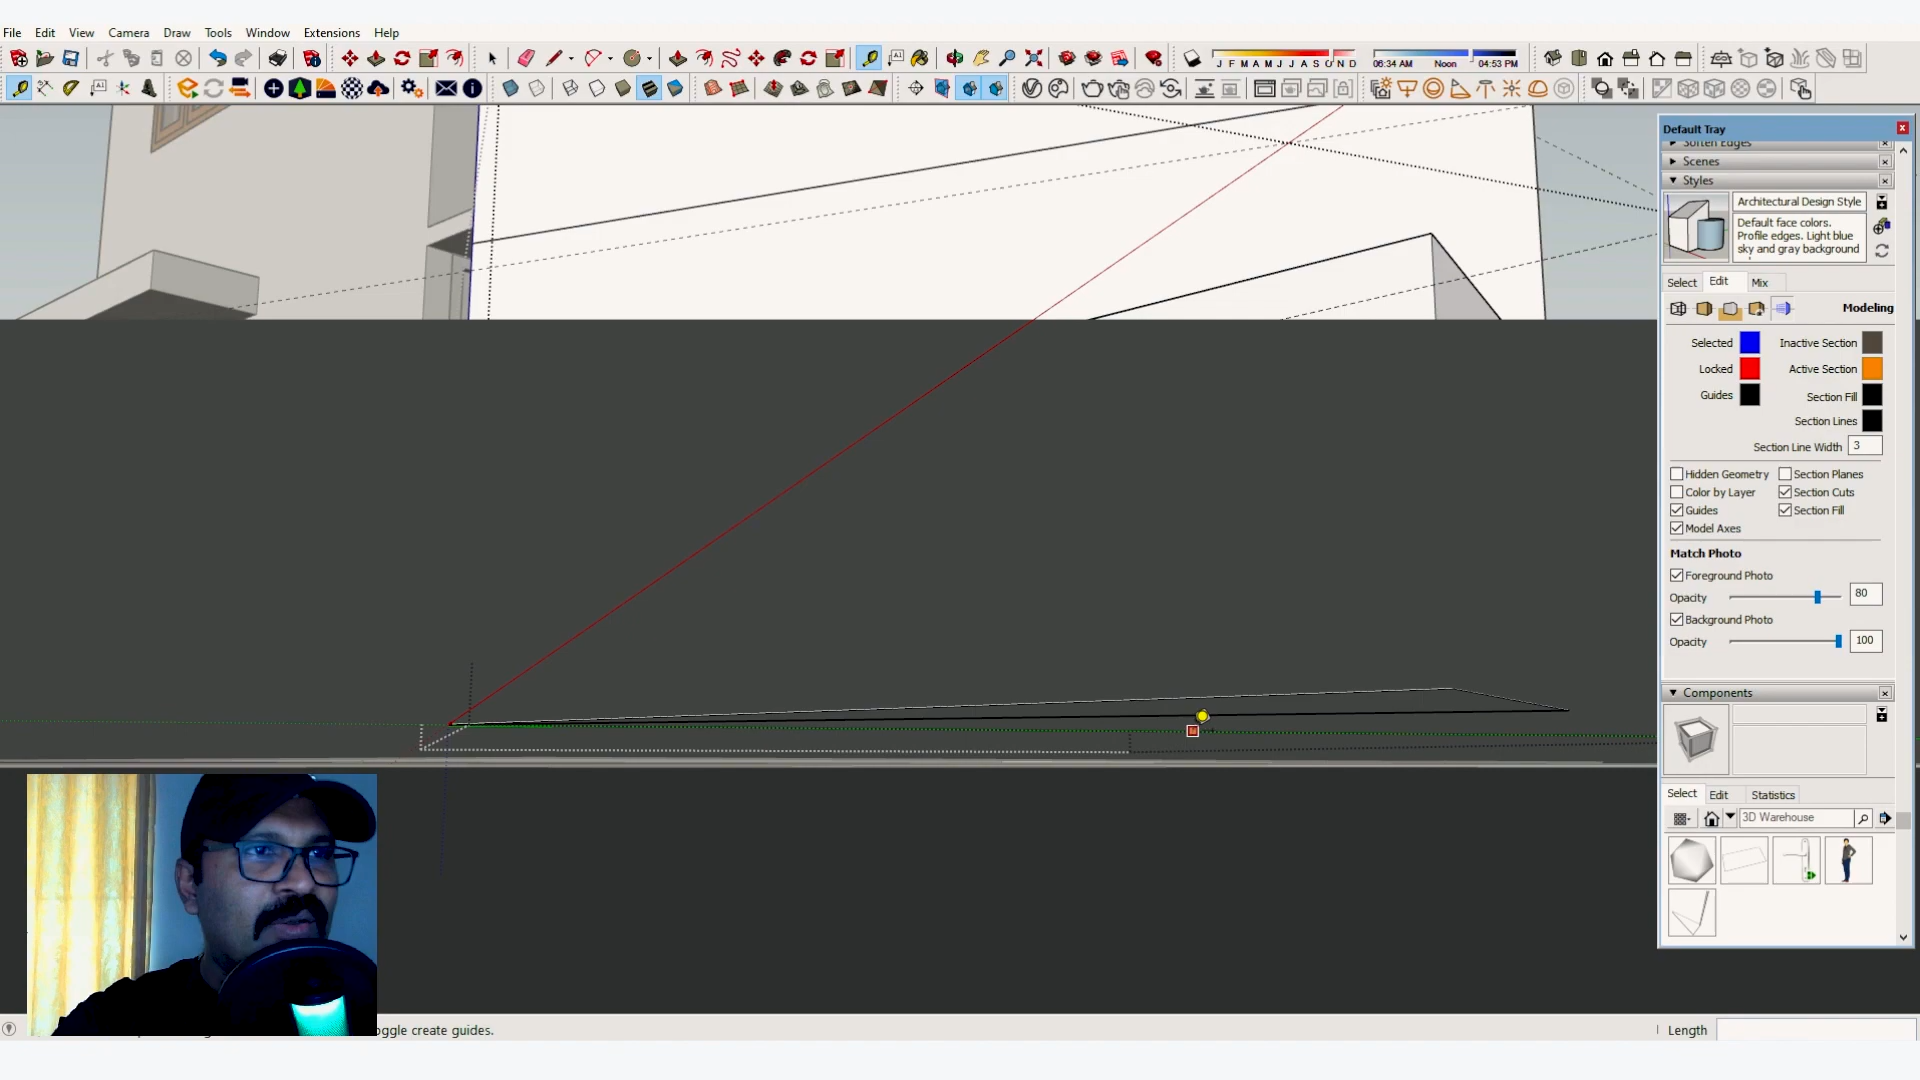 File Edit View Camera Draw Tools Window Extensions Help
J F M A M J J A S O N D 06:34 AM Noon 04:53 PM
Default Tray
Soften Edges
Scenes
Styles
Architectural Design Style
Default face colors.
Profile edges. Light blue
sky and gray background
Select Edit Mix
Modeling
Selected Inactive Section
Locked Active Section
Guides Section Fill
Section Lines
Section Line Width 3
Hidden Geometry Section Planes
Color by Layer Section Cuts
Guides Section Fill
Model Axes
Match Photo
Foreground Photo
Opacity 80
Background Photo
Opacity 100
Components
Select Edit Statistics
3D Warehouse
oggle create guides.
Length